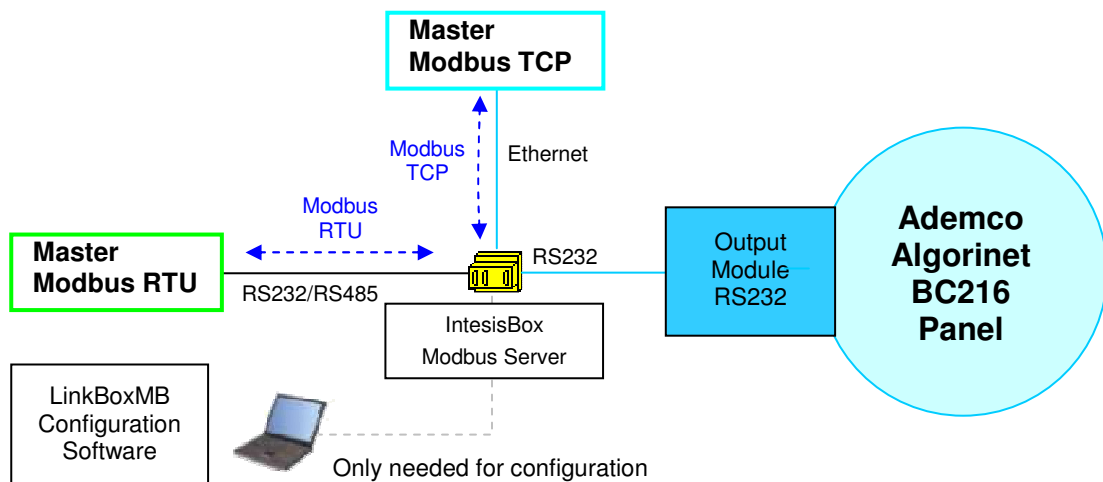 Master
Modbus TCP
Modbus
TCP
Ethernet
Modbus
RTU
Master
Modbus RTU
RS232/RS485
RS232
Output
Module
RS232
Ademco
Algorinet
BC216
Panel
IntesisBox
Modbus Server
LinkBoxMB
Configuration
Software
Only needed for configuration